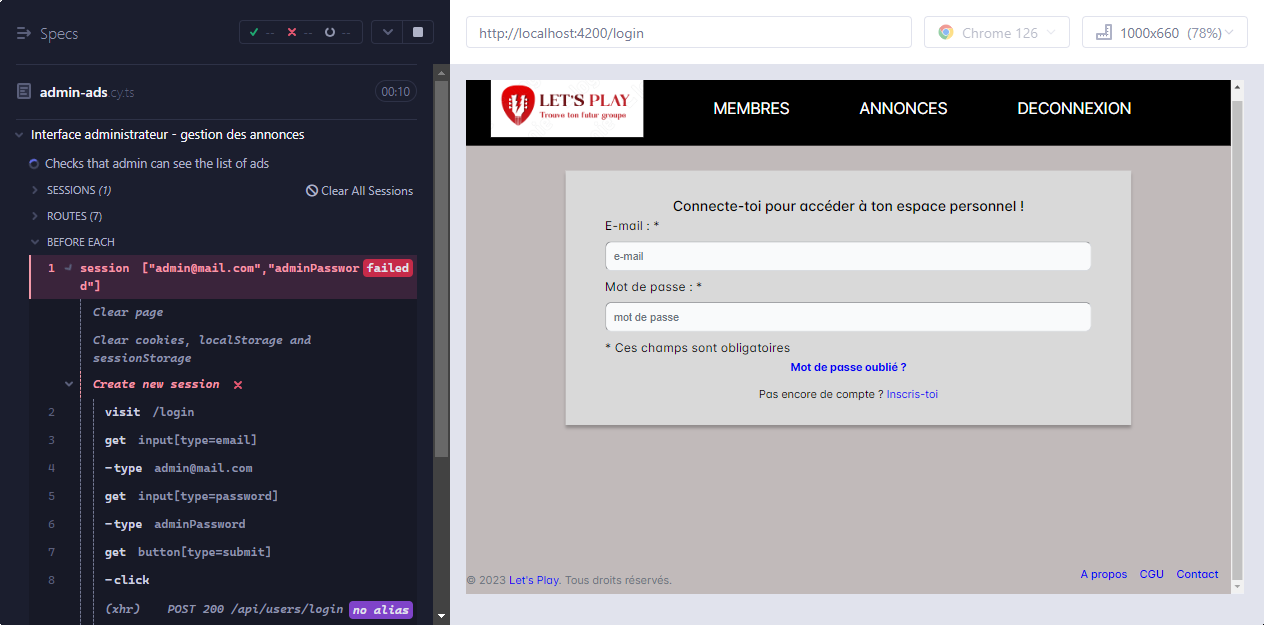 Specs
-- -- --
admin-ads.cy.ts 00:10
Interface administrateur - gestion des annonces
Checks that admin can see the list of ads
SESSIONS (1) Clear All Sessions
ROUTES (7)
BEFORE EACH
1 session ["admin@mail.com","adminPasswor failed
d"]
Clear page
Clear cookies, localStorage and
sessionStorage
Create new session
2 visit /login
3 get input[type=email]
4 -type admin@mail.com
5 get input[type=password]
6 -type adminPassword
7 get button[type=submit]
8 -click
(xhr) POST 200 /api/users/login no alias
http://localhost:4200/login
Chrome 126
1000x660 (78%)
LET'S PLAY
Trouve ton futur groupe
MEMBRES ANNONCES DECONNEXION
Connecte-toi pour accéder à ton espace personnel !
E-mail : *
e-mail
Mot de passe : *
mot de passe
* Ces champs sont obligatoires
Mot de passe oublié ?
Pas encore de compte ? Inscris-toi
© 2023 Let's Play. Tous droits réservés.
A propos CGU Contact